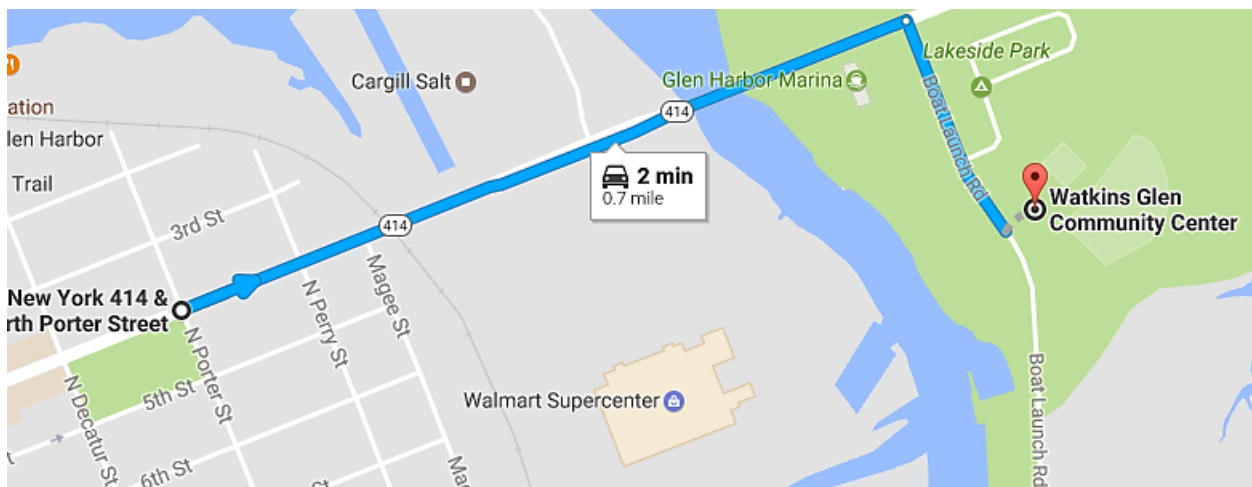 Lakeside Park
Cargill Salt
Glen Harbor Marina
ation
414
len Harbor
2 min
0.7 mile
Boat Launch Rd
Trail
Watkins Glen
Community Center
3rd St
414
New York 414 &
rth Porter Street
N Perry St
Magee St
N Porter St
5th St
N Decatur St
Walmart Supercenter
Boat Launch Rd
6th St
St
Mag
t